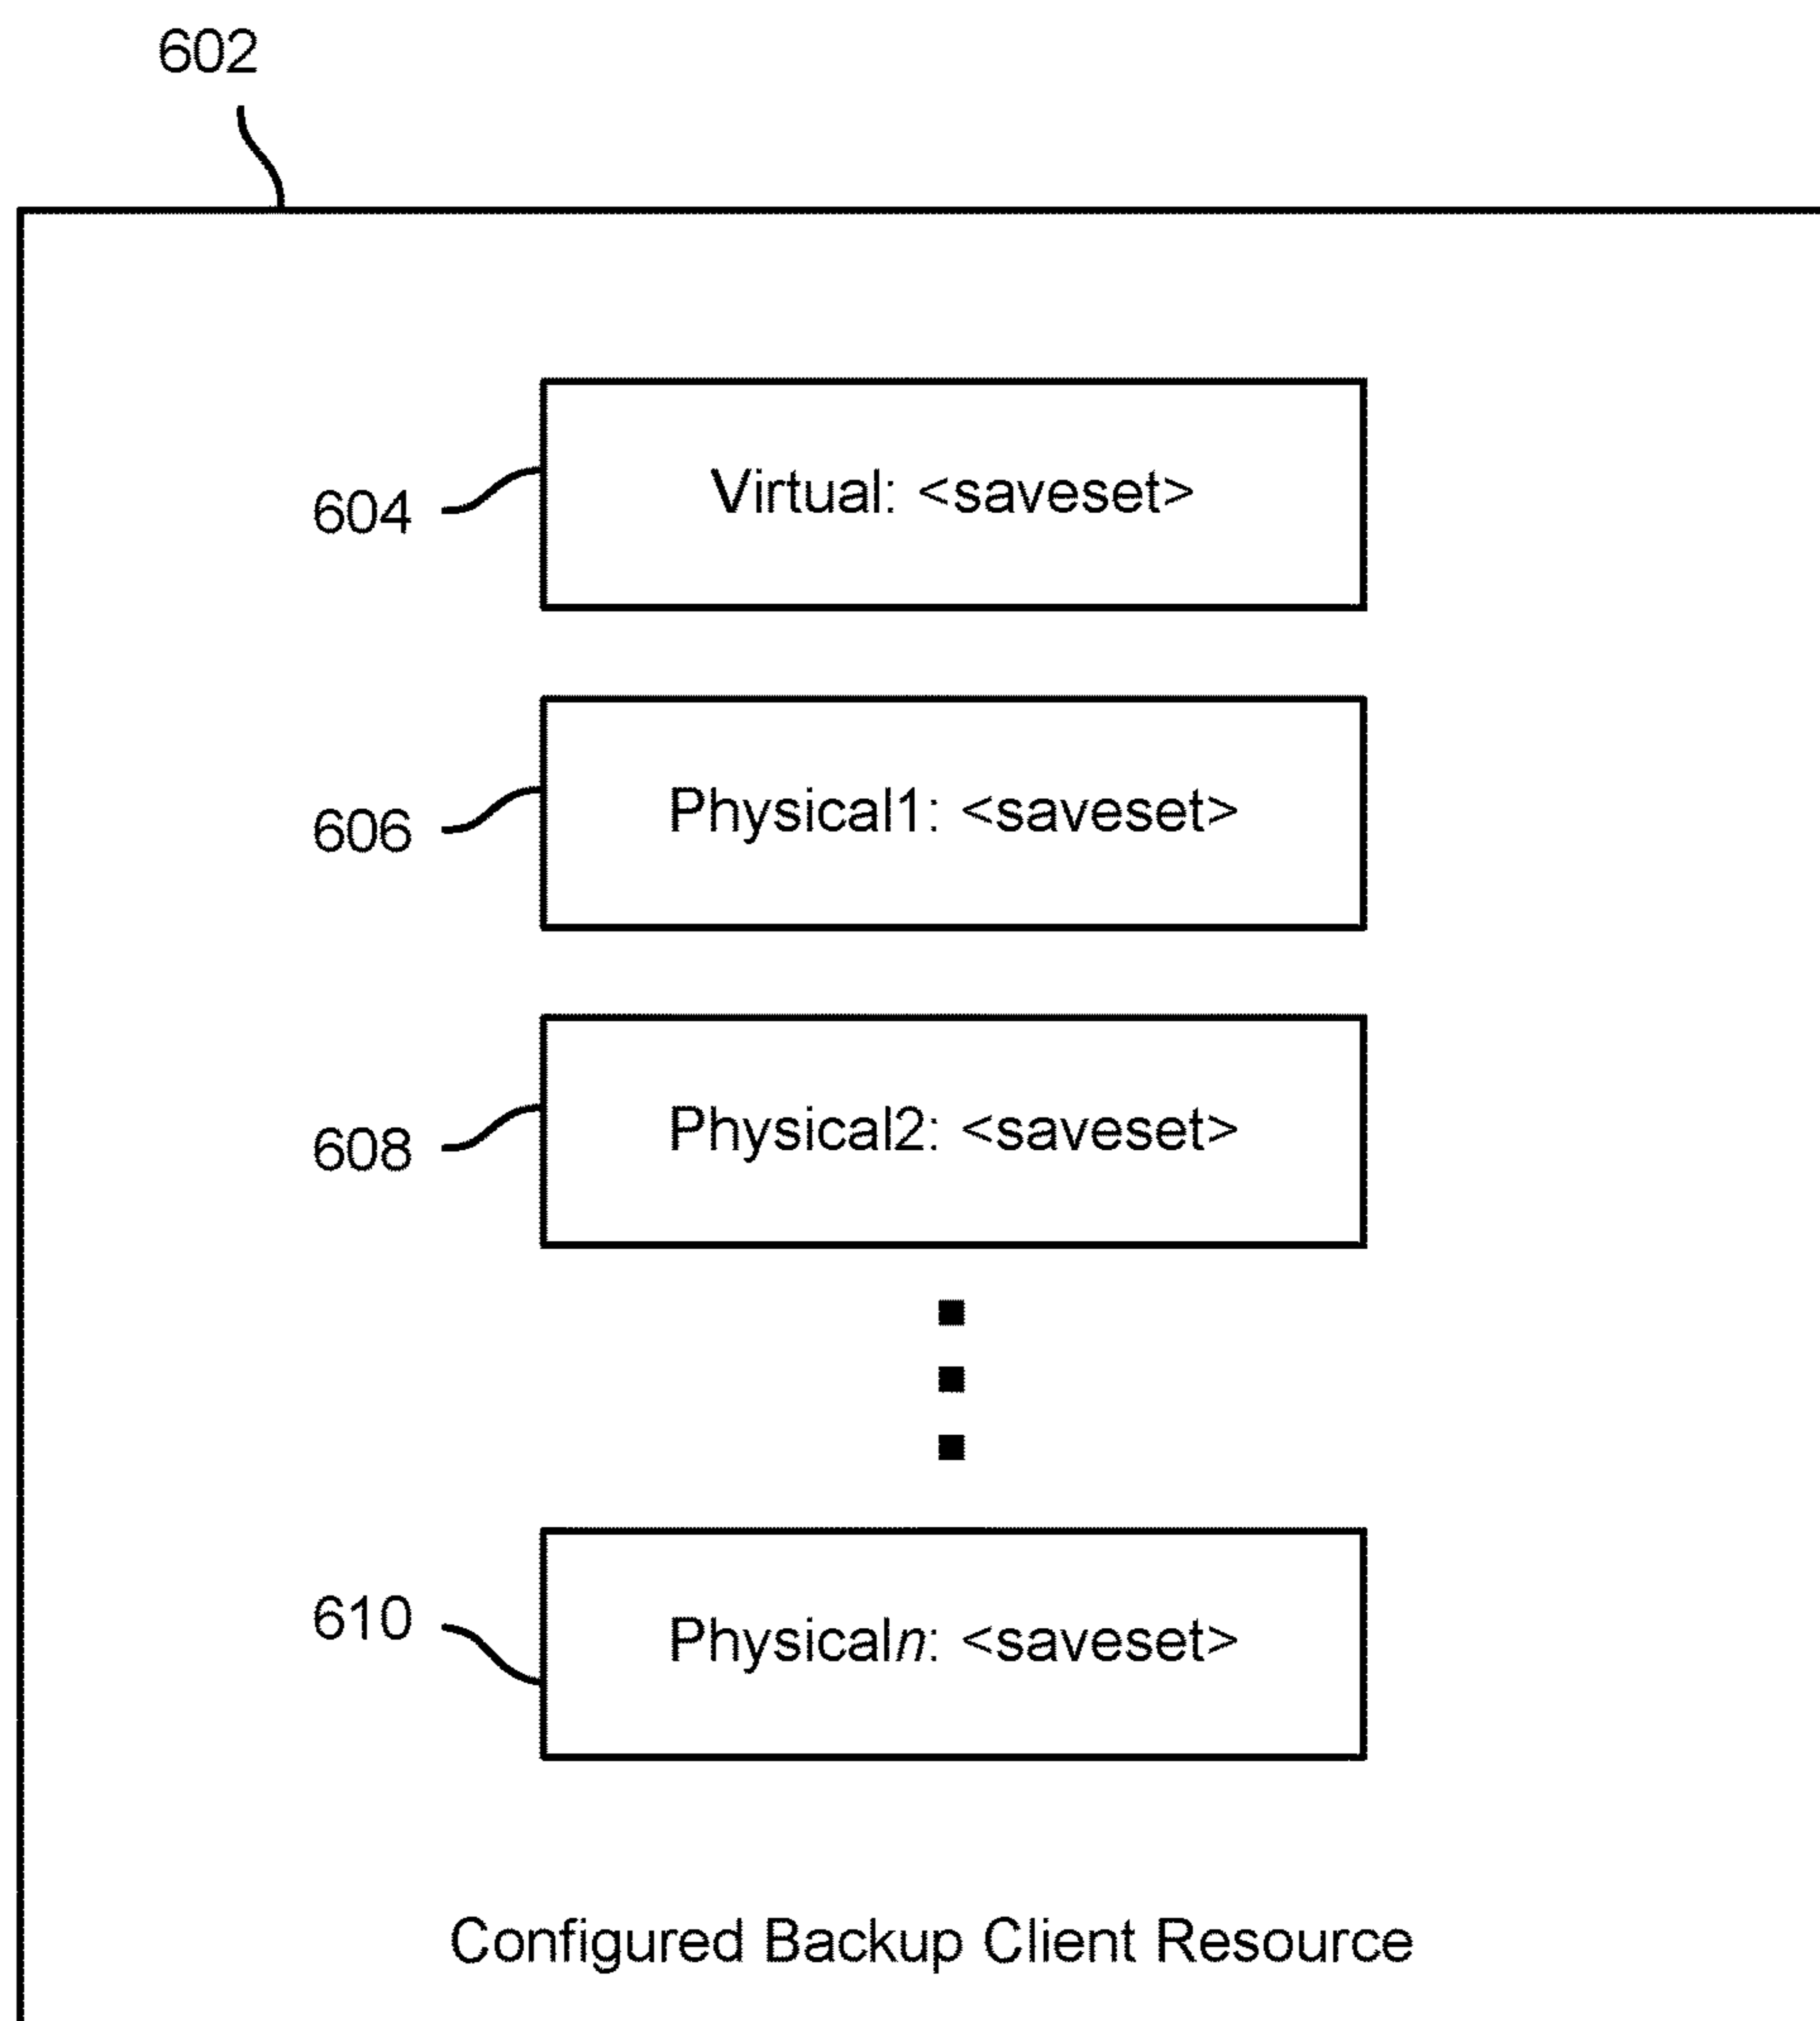 602
604
Virtual: <saveset>
606
Physical1: <saveset>
608
Physical2: <saveset>
610
Physicaln: <saveset>
Configured Backup Client Resource